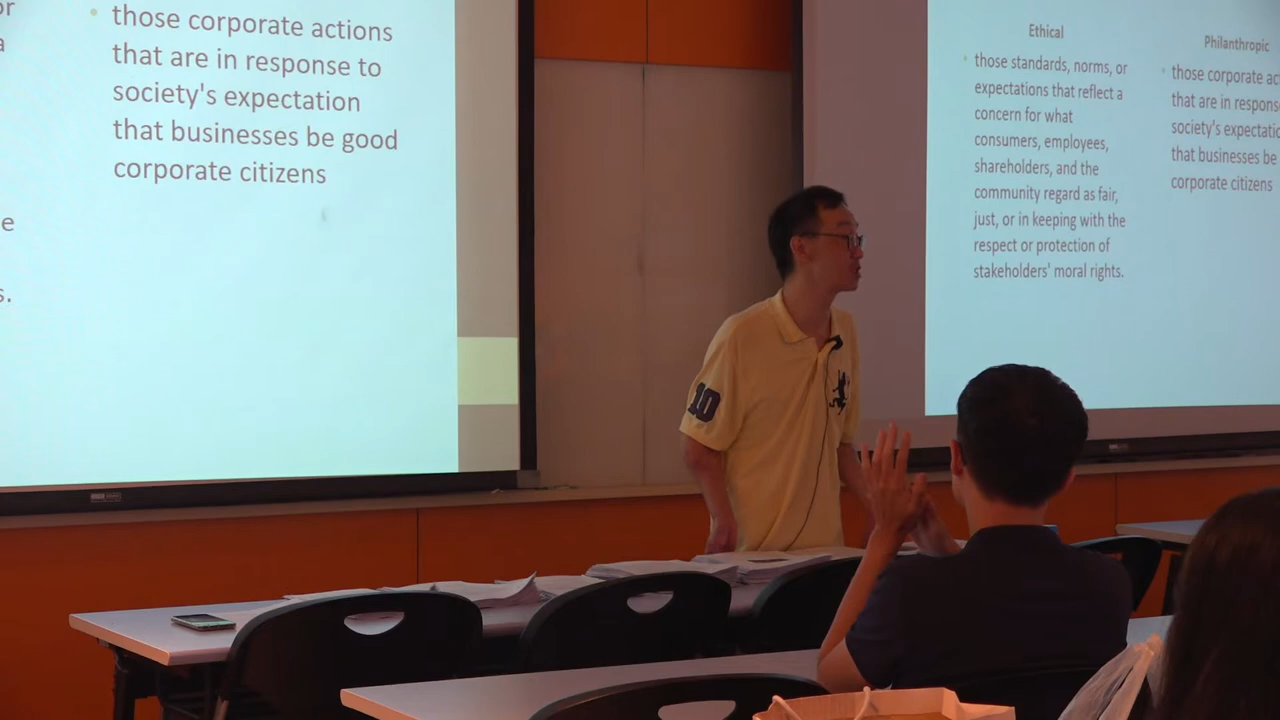 or
a
e
s.
• those corporate actions
that are in response to
society's expectation
that businesses be good
corporate citizens
10
Ethical
• those standards, norms, or
expectations that reflect a
concern for what
consumers, employees,
shareholders, and the
community regard as fair,
just, or in keeping with the
respect or protection of
stakeholders' moral rights.
Philanthropic
• those corporate act
that are in respons
society's expectatio
that businesses be
corporate citizens